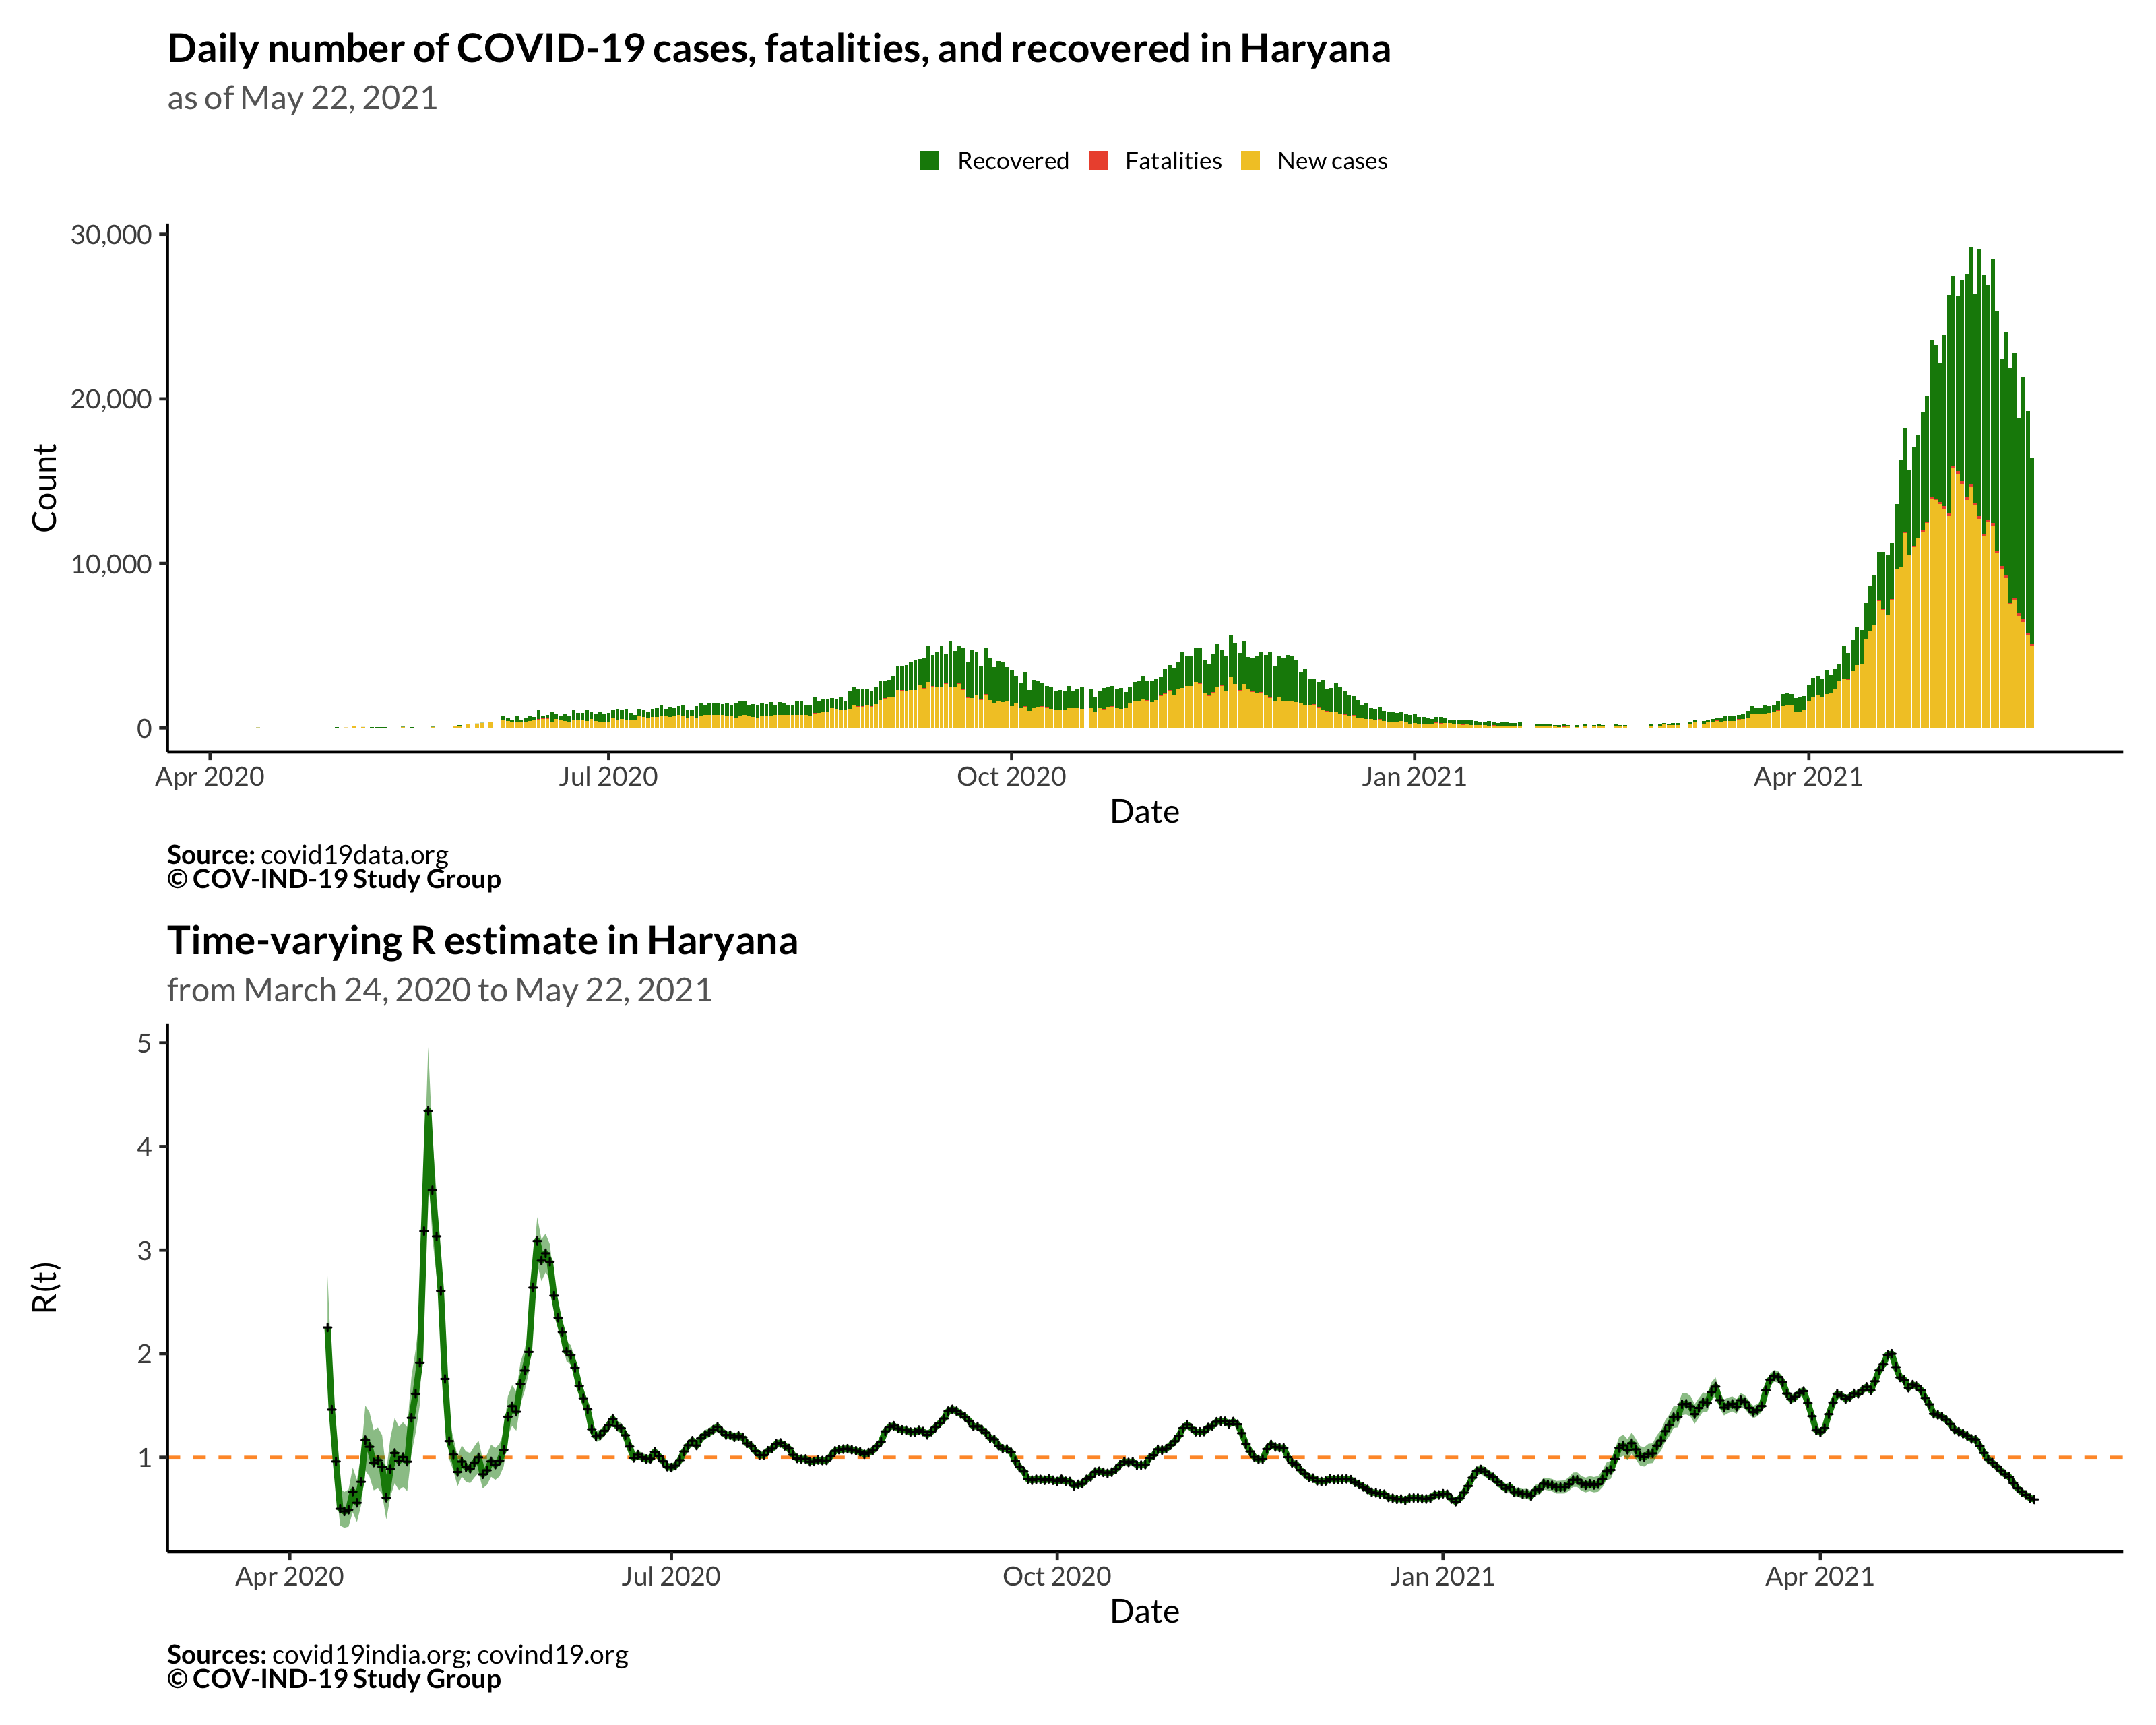 Daily number of COVID-19 cases, fatalities, and recovered in Haryana
as of May 22, 2021
Recovered Fatalities New cases
30,000
20,000
10,000
0
Count
Apr 2020 Jul 2020 Oct 2020 Jan 2021 Apr 2021
Date
Source: covid19data.org
© COV-IND-19 Study Group
Time-varying R estimate in Haryana
from March 24, 2020 to May 22, 2021
5
4
3
2
1
R(t)
Apr 2020 Jul 2020 Oct 2020 Jan 2021 Apr 2021
Date
Sources: covid19india.org; covind19.org
© COV-IND-19 Study Group